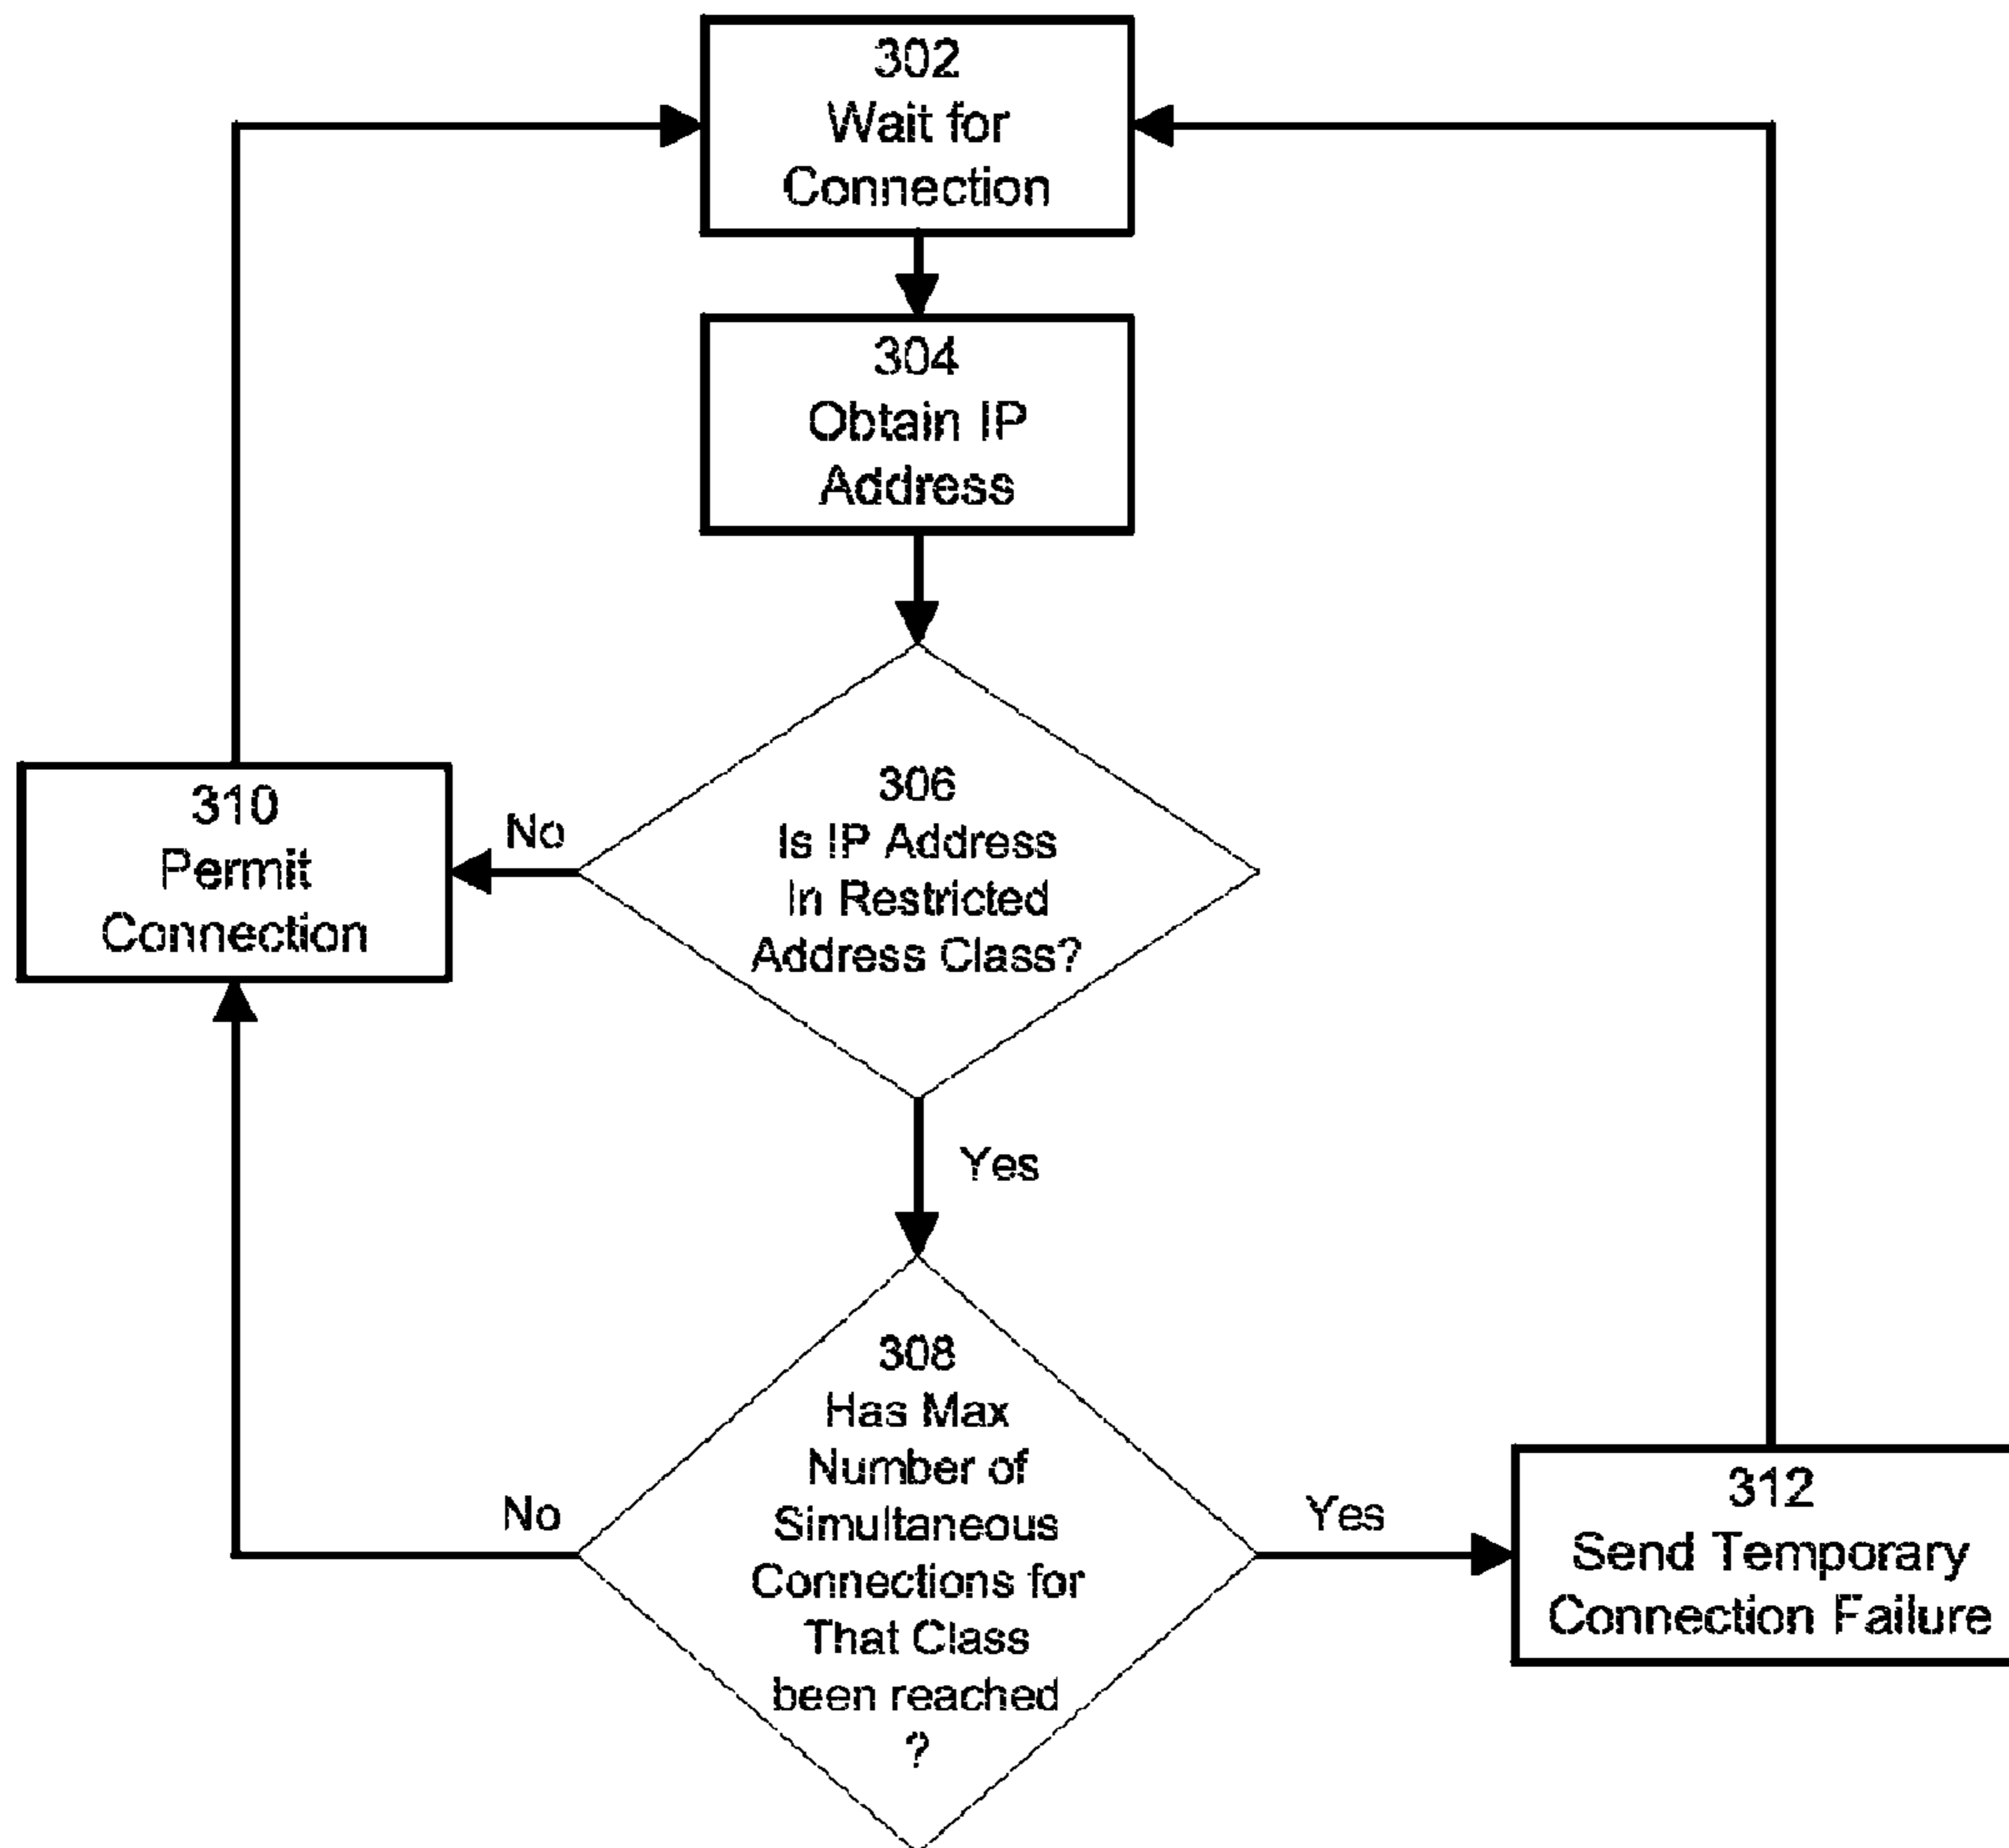 302
Wait for
Connection
304
Obtain IP
Address
306
Is IP Address
In Restricted
Address Class?
No
310
Permit
Connection
Yes
308
Has Max
Number of
Simultaneous
Connections for
That Class
been reached
?
No
Yes
312
Send Temporary
Connection Failure